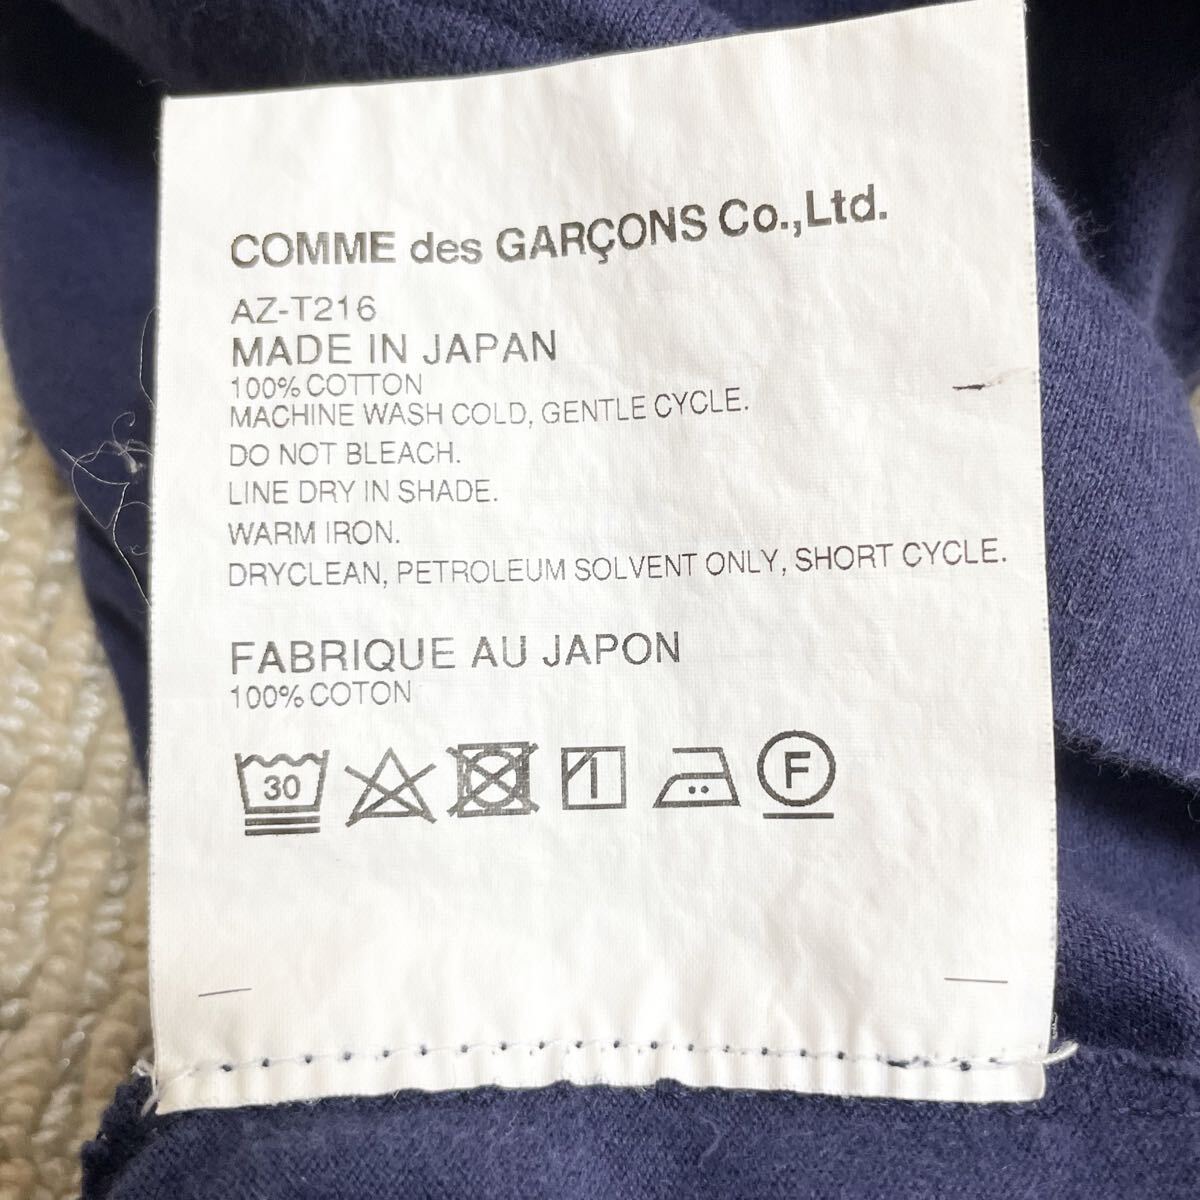 COMME des GARÇONS Co.,Ltd.
AZ-T216
MADE IN JAPAN
100% COTTON
MACHINE WASH COLD, GENTLE CYCLE.
DO NOT BLEACH.
LINE DRY IN SHADE.
WARM IRON.
DRYCLEAN, PETROLEUM SOLVENT ONLY, SHORT CYCLE.
FABRIQUE AU JAPON
100% COTON
30 F